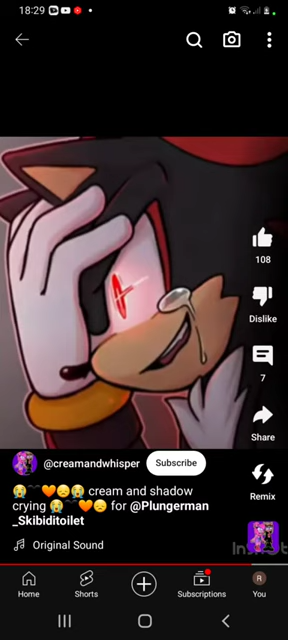 18:29
108
Dislike
7
Share
@creamandwhisper
Subscribe
😭🖤🧡😞😭 cream and shadow
crying 😭🖤🧡😞 for @Plungerman
_Skibiditoilet
Remix
Original Sound
Home
Shorts
Subscriptions
R
You